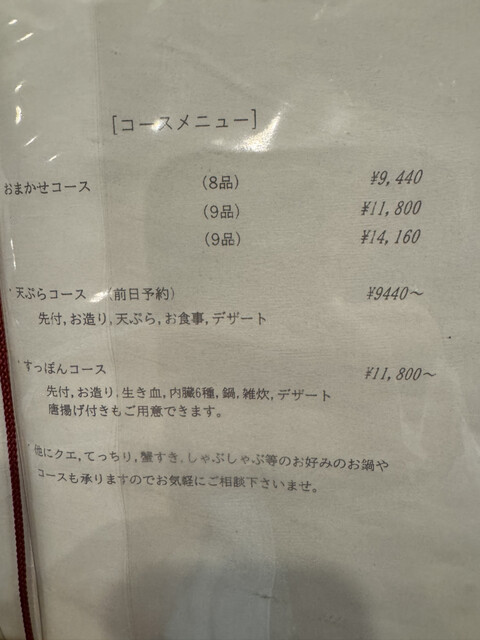 [コースメニュー]
おまかせコース (8品) ¥9,440
(9品) ¥11,800
(9品) ¥14,160
・天ぷらコース (前日予約) ¥9440～
先付,お造り,天ぷら,お食事,デザート
・すっぽんコース ¥11,800～
先付,お造り,生き血,内臓6種,鍋,雑炊,デザート
唐揚げ付きもご用意できます。
・他にクエ,てっちり,蟹すき,しゃぶしゃぶ等のお好みのお鍋や
コースも承りますのでお気軽にご相談下さいませ。